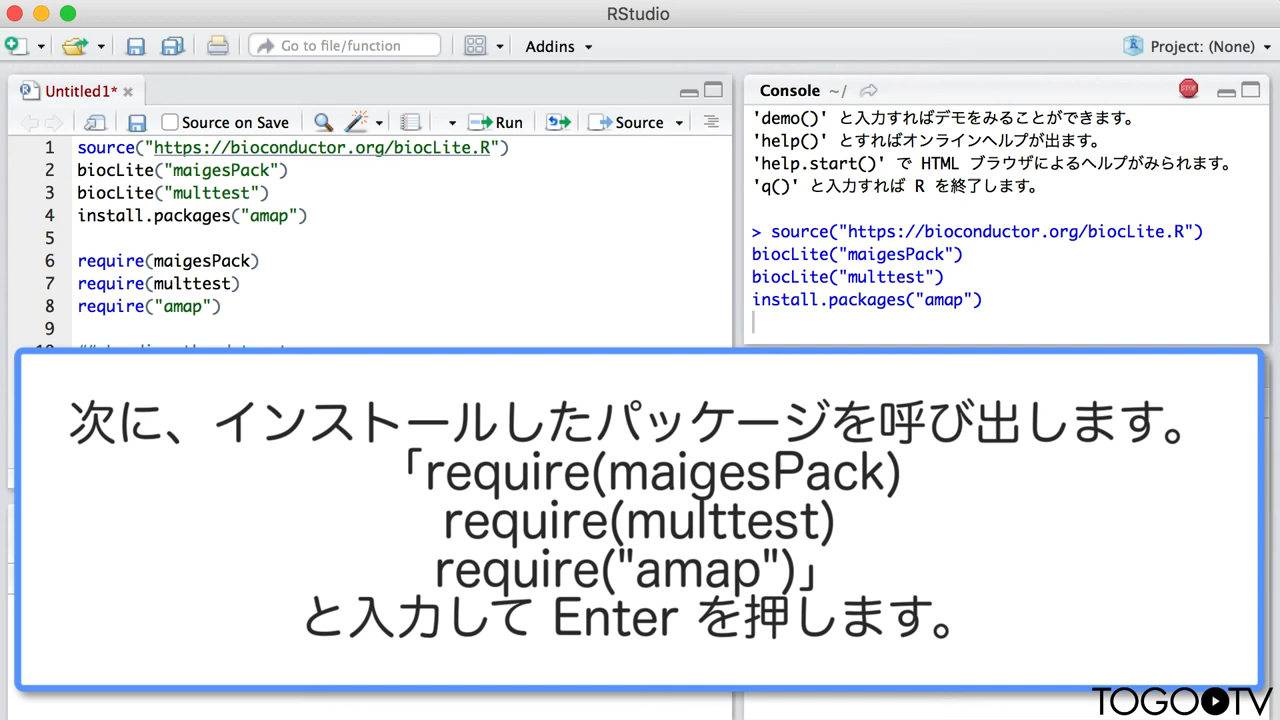 RStudio
Go to file/function
Addins
Project: (None)
Untitled1*
Source on Save
Run
Source
1 source("https://bioconductor.org/biocLite.R")
2 biocLite("maigesPack")
3 biocLite("multtest")
4 install.packages("amap")
5
6 require(maigesPack)
7 require(multtest)
8 require("amap")
9
Console ~/
STOP
'demo()' と入力すればデモをみることができます。
'help()' とすればオンラインヘルプが出ます。
'help.start()' で HTML ブラウザによるヘルプがみられます。
'q()' と入力すれば R を終了します。
> source("https://bioconductor.org/biocLite.R")
biocLite("maigesPack")
biocLite("multtest")
install.packages("amap")
次に、インストールしたパッケージを呼び出します。
「require(maigesPack)
require(multtest)
require("amap")」
と入力して Enter を押します。
TOGOTV